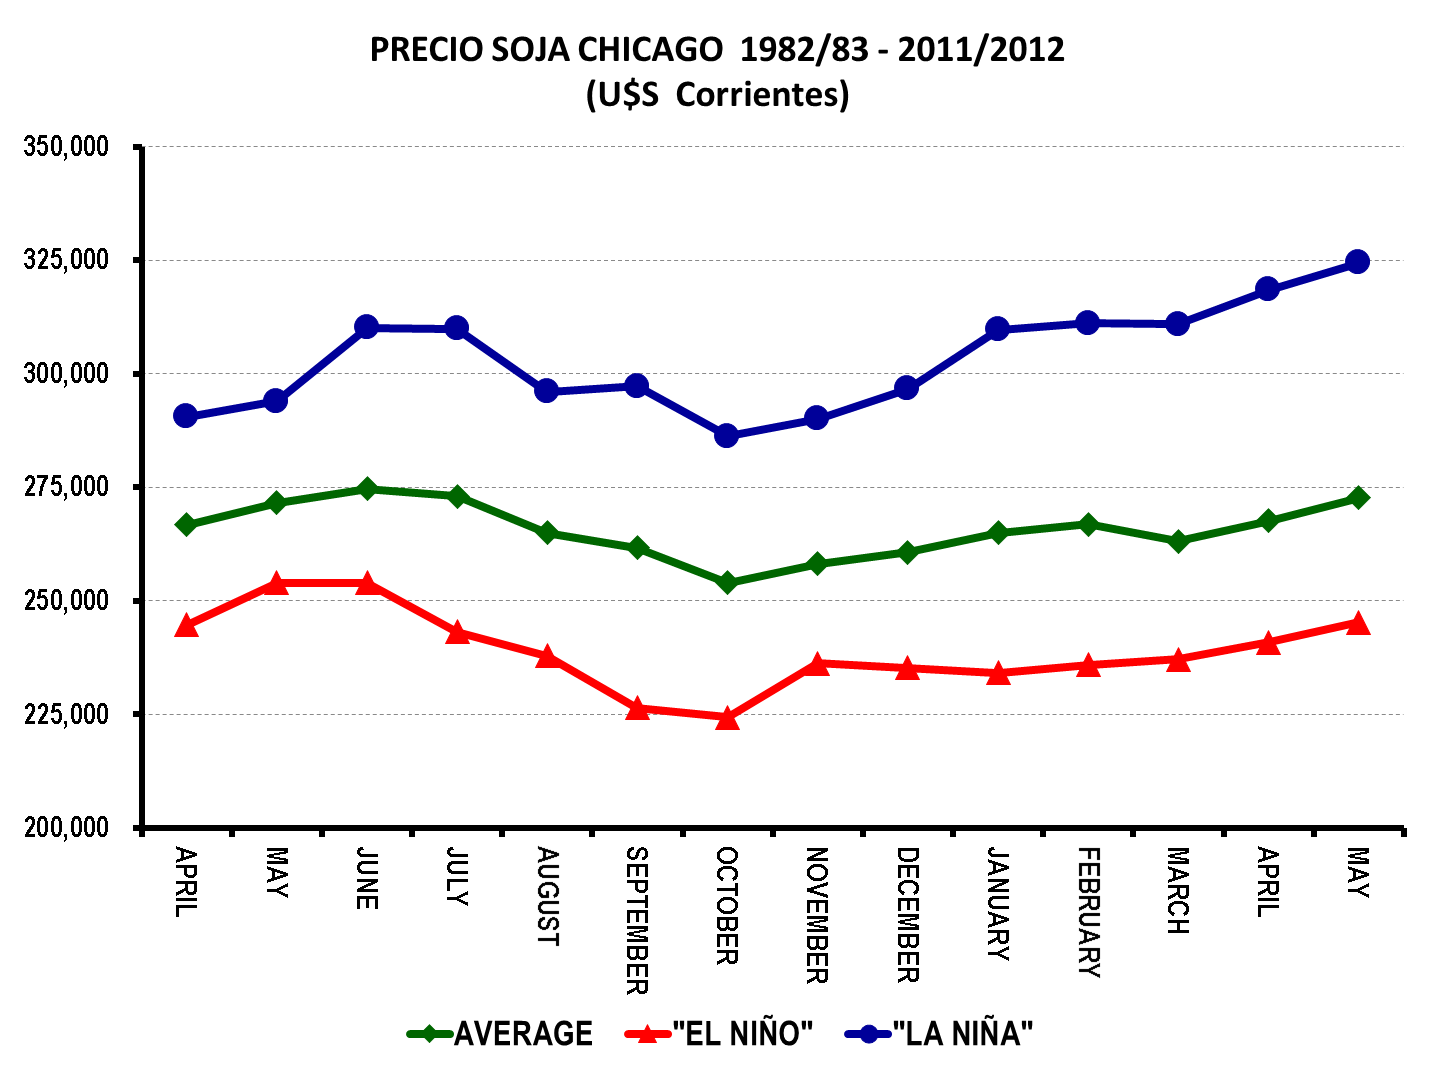 PRECIO SOJA CHICAGO 1982/83 - 2011/2012
(U$S Corrientes)
350,000
325,000
300,000
275,000
250,000
225,000
200,000
APRIL
MAY
JUNE
JULY
AUGUST
SEPTEMBER
OCTOBER
NOVEMBER
DECEMBER
JANUARY
FEBRUARY
MARCH
APRIL
MAY
AVERAGE
"EL NIÑO"
"LA NIÑA"